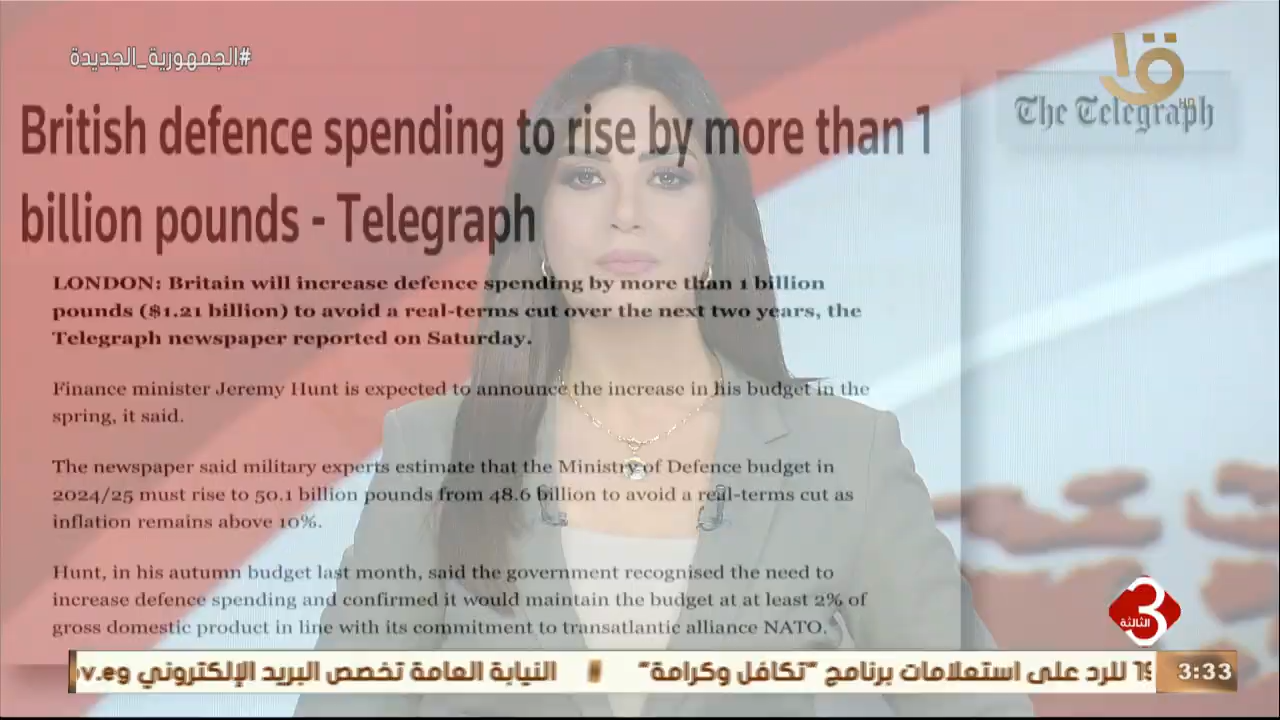 #الجمهورية_الجديدة
The Telegraph
British defence spending to rise by more than 1
billion pounds - Telegraph
LONDON: Britain will increase defence spending by more than 1 billion
pounds ($1.21 billion) to avoid a real-terms cut over the next two years, the
Telegraph newspaper reported on Saturday.
Finance minister Jeremy Hunt is expected to announce the increase in his budget in the
spring, it said.
The newspaper said military experts estimate that the Ministry of Defence budget in
2024/25 must rise to 50.1 billion pounds from 48.6 billion to avoid a real-terms cut as
inflation remains above 10%.
Hunt, in his autumn budget last month, said the government recognised the need to
increase defence spending and confirmed it would maintain the budget at at least 2% of
gross domestic product in line with its commitment to transatlantic alliance NATO.
3
الثالثة
للرد على استعلامات برنامج "تكافل وكرامة" # النيابة العامة تخصص البريد الإلكتروني
3:33